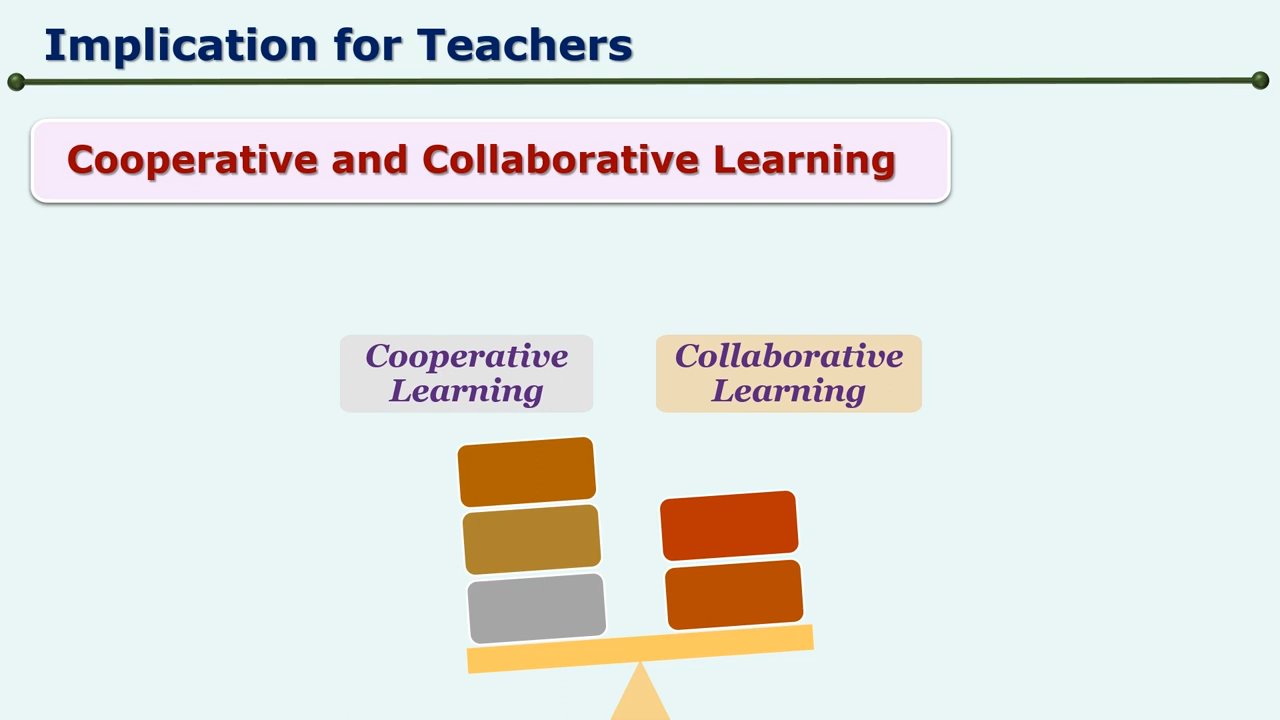 Implication for Teachers
Cooperative and Collaborative Learning
Cooperative
Learning
Collaborative
Learning